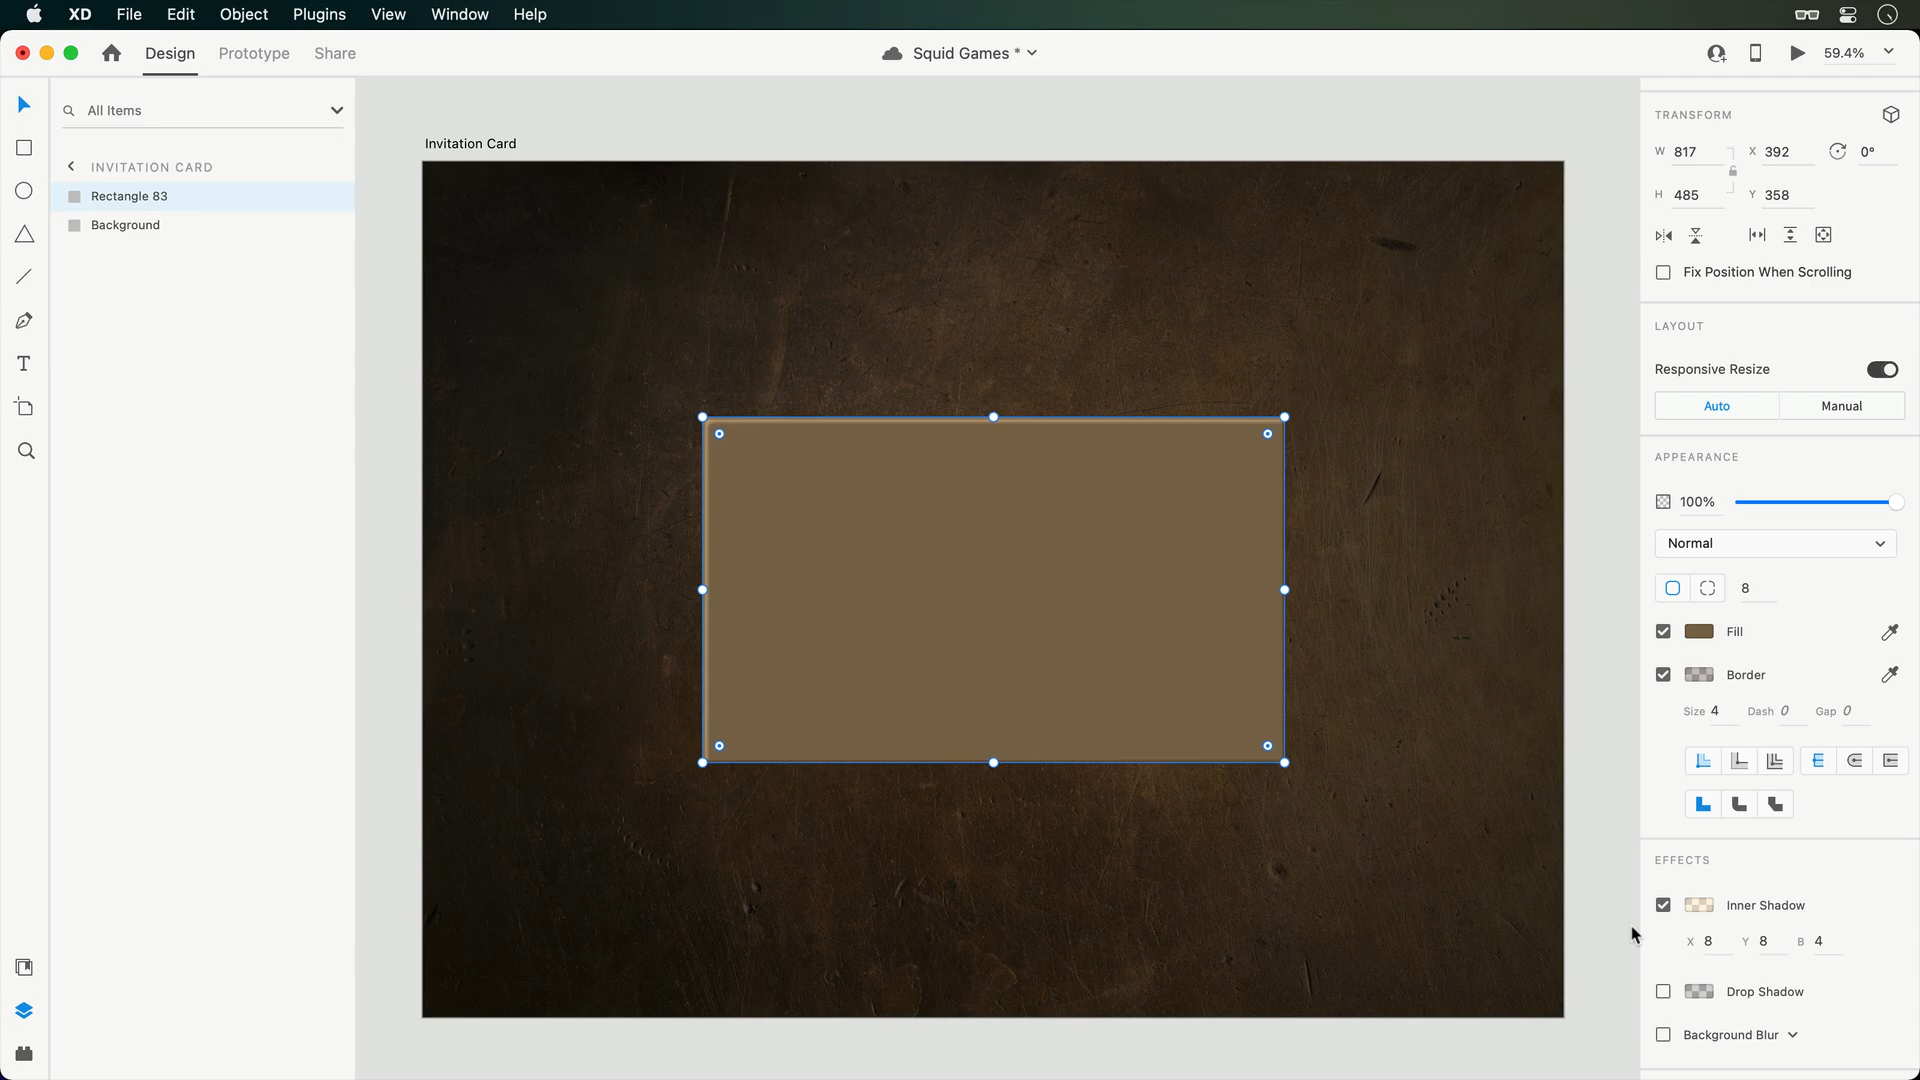 XD File Edit Object Plugins View Window Help
Design Prototype Share
Squid Games *
59.4%
All Items
INVITATION CARD
Rectangle 83
Background
Invitation Card
TRANSFORM
W 817 X 392 0°
H 485 Y 358
Fix Position When Scrolling
LAYOUT
Responsive Resize
Auto Manual
APPEARANCE
100%
Normal
8
Fill
Border
Size 4 Dash 0 Gap 0
EFFECTS
Inner Shadow
X 8 Y 8 B 4
Drop Shadow
Background Blur